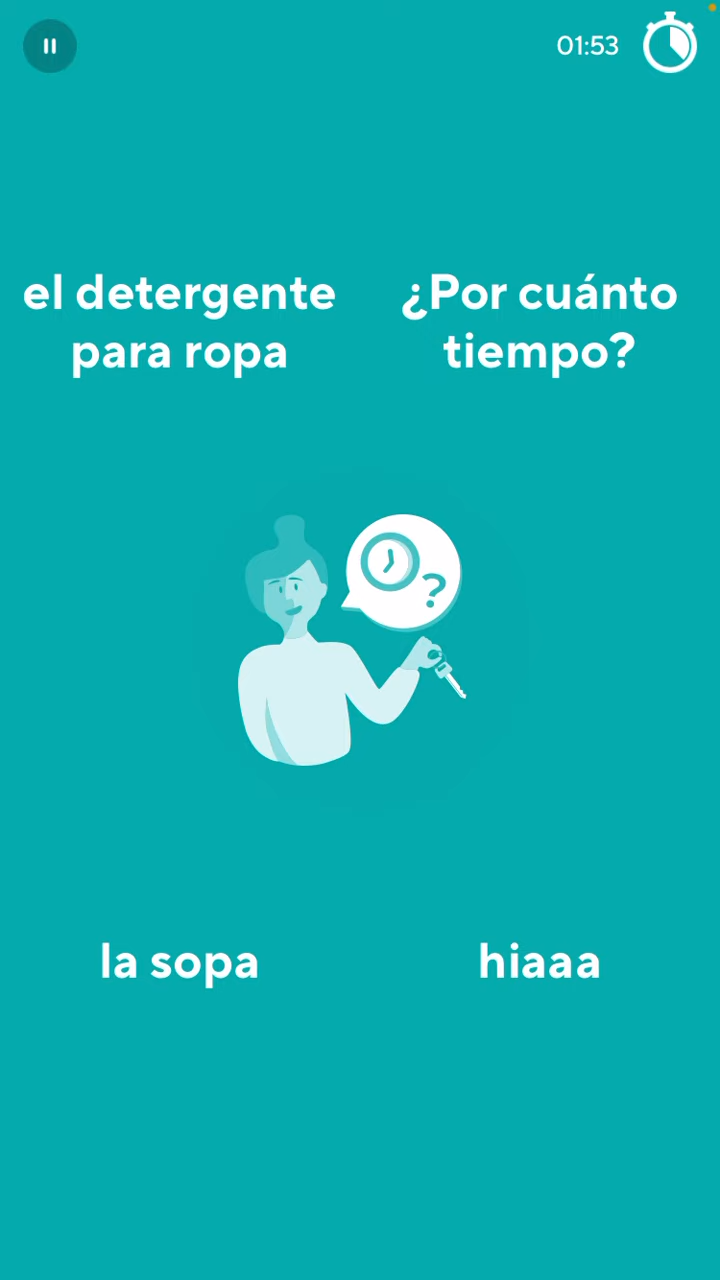 01:53
el detergente
para ropa
¿Por cuánto
tiempo?
?
la sopa
hiaaa